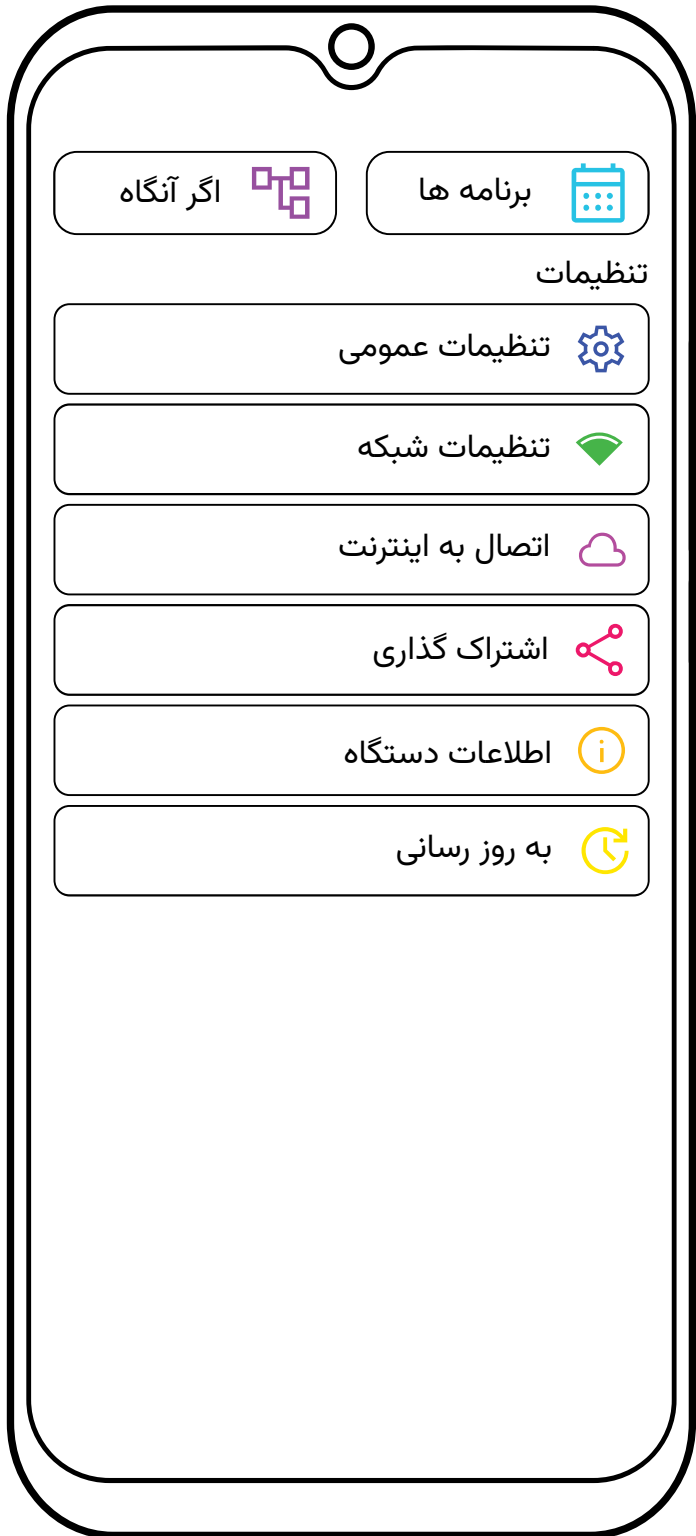 برنامه ها
اگر آنگاه
تنظیمات
تنظیمات عمومی
تنظیمات شبکه
اتصال به اینترنت
اشتراک گذاری
اطلاعات دستگاه
به روز رسانی